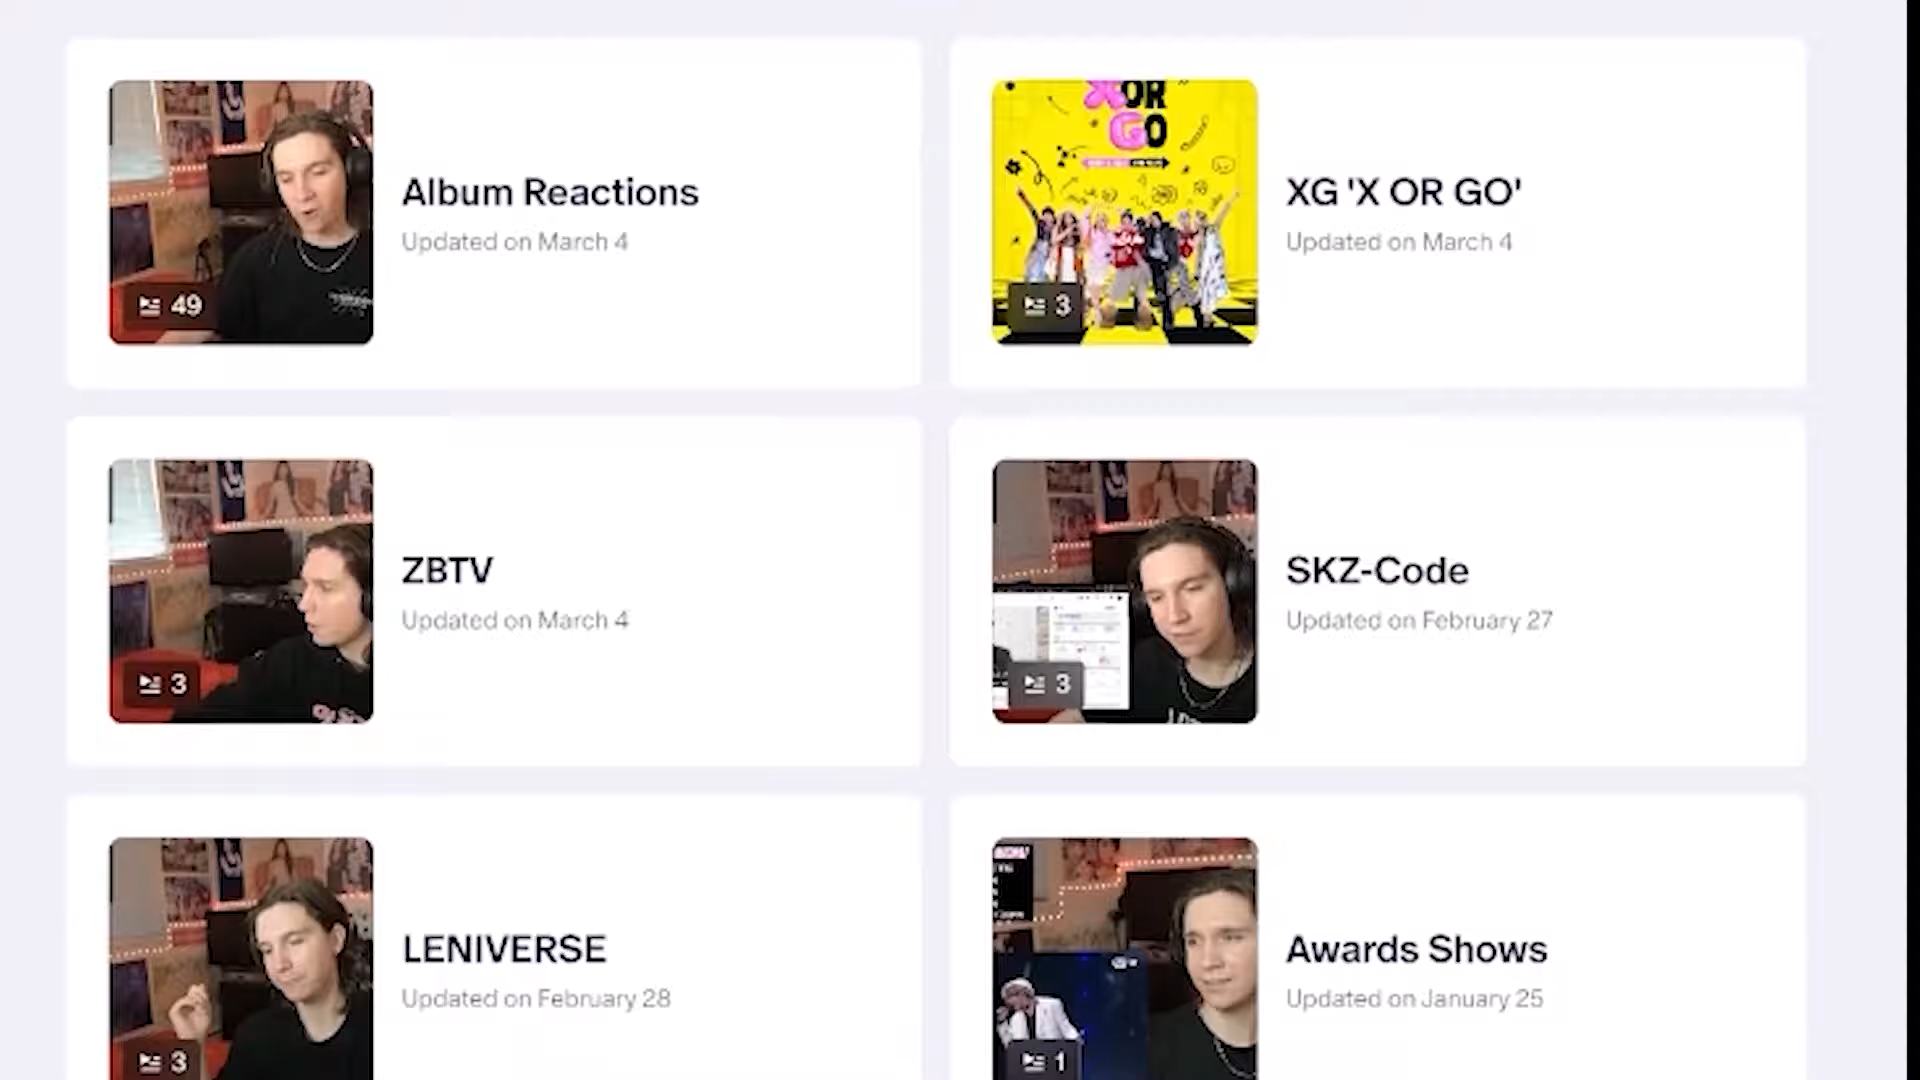 Album Reactions
Updated on March 4
49
X OR
GO
XG 'X OR GO'
Updated on March 4
3
ZBTV
Updated on March 4
3
SKZ-Code
Updated on February 27
3
LENIVERSE
Updated on February 28
3
Awards Shows
Updated on January 25
1